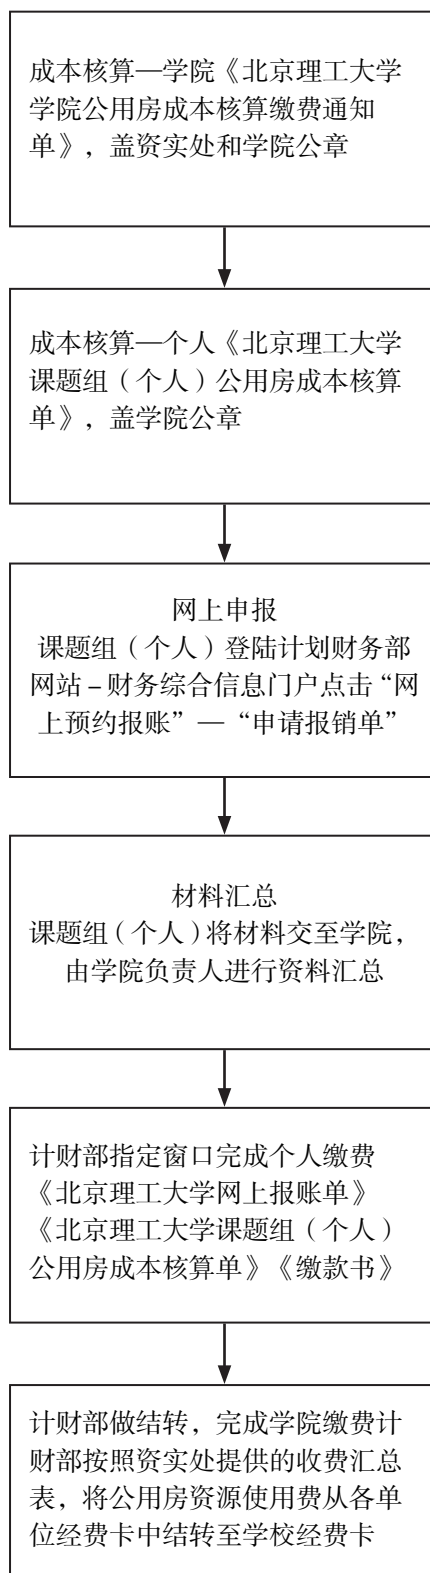 成本核算—学院《北京理工大学
学院公用房成本核算缴费通知
单》，盖资实处和学院公章
成本核算—个人《北京理工大学
课题组（个人）公用房成本核算
单》，盖学院公章
网上申报
课题组（个人）登陆计划财务部
网站－财务综合信息门户点击“网
上预约报账”—“申请报销单”
材料汇总
课题组（个人）将材料交至学院，
由学院负责人进行资料汇总
计财部指定窗口完成个人缴费
《北京理工大学网上报账单》
《北京理工大学课题组（个人）
公用房成本核算单》《缴款书》
计财部做结转，完成学院缴费计
财部按照资实处提供的收费汇总
表，将公用房资源使用费从各单
位经费卡中结转至学校经费卡